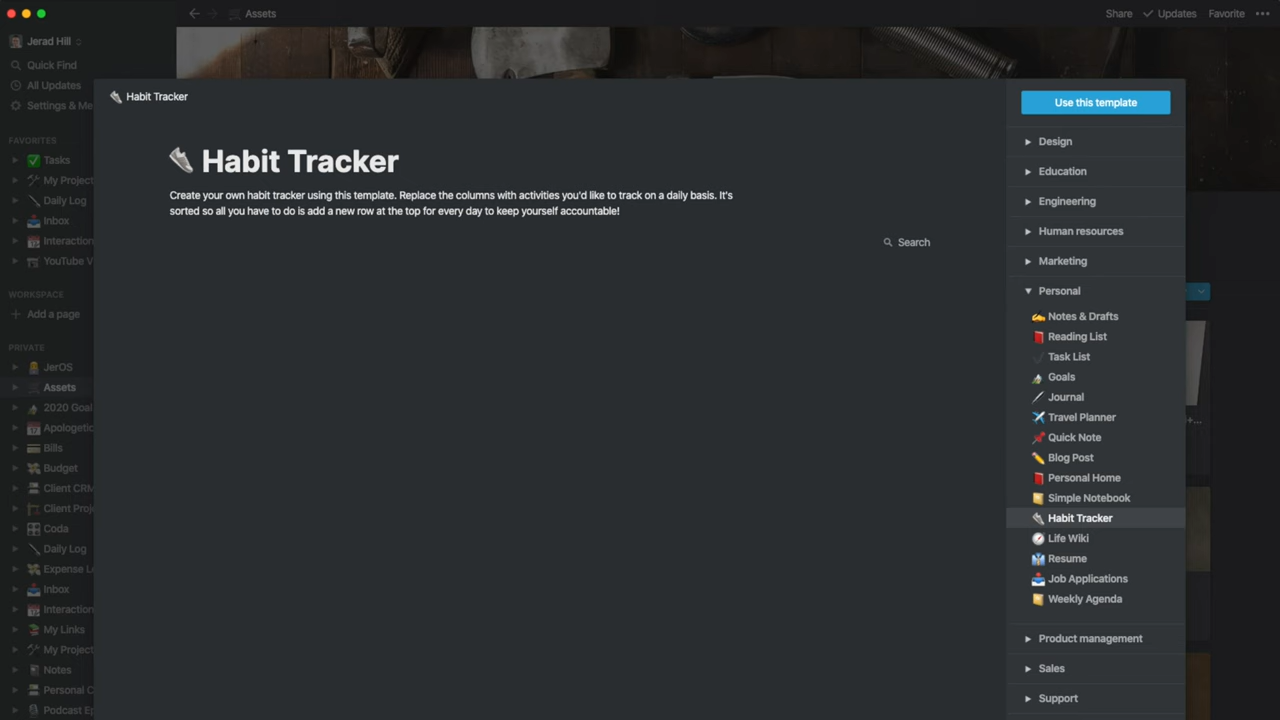 Assets
Share
Updates
Favorite
Jerad Hill
Quick Find
All Updates
Settings & Me
FAVORITES
Tasks
My Project
Daily Log
Inbox
Interaction
YouTube V
WORKSPACE
Add a page
PRIVATE
JerOS
Assets
2020 Goal
Apologetic
Bills
Budget
Client CRM
Client Proj
Coda
Daily Log
Expense L
Inbox
Interaction
My Links
My Project
Notes
Personal C
Podcast Ep
Habit Tracker
Habit Tracker
Create your own habit tracker using this template. Replace the columns with activities you'd like to track on a daily basis. It's
sorted so all you have to do is add a new row at the top for every day to keep yourself accountable!
Search
Use this template
Design
Education
Engineering
Human resources
Marketing
Personal
Notes & Drafts
Reading List
Task List
Goals
Journal
Travel Planner
Quick Note
Blog Post
Personal Home
Simple Notebook
Habit Tracker
Life Wiki
Resume
Job Applications
Weekly Agenda
Product management
Sales
Support